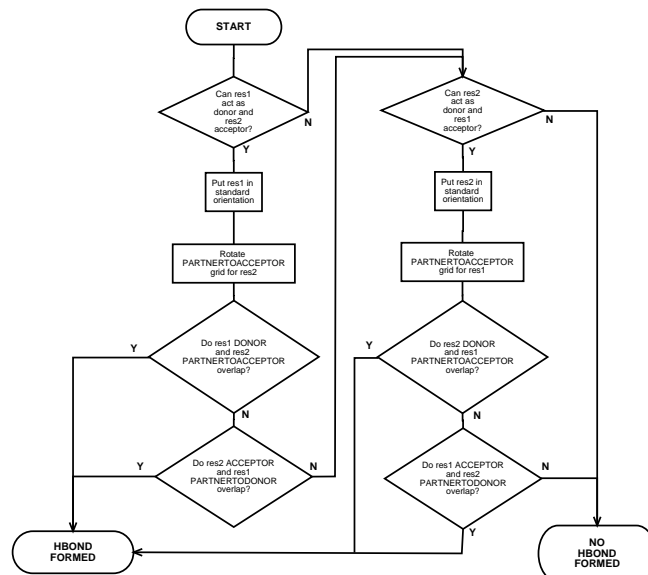 START
Can res1
act as
donor and
res2
acceptor?
N
Y
Put res1 in
standard
orientation
Rotate
PARTNERTOACCEPTOR
grid for res2
Do res1 DONOR
and res2
PARTNERTOACCEPTOR
overlap?
Y
N
Do res2 ACCEPTOR
and res1
PARTNERTODONOR
overlap?
Y
N
HBOND
FORMED
Can res2
act as
donor and
res1
acceptor?
N
Y
Put res2 in
standard
orientation
Rotate
PARTNERTOACCEPTOR
grid for res1
Do res2 DONOR
and res1
PARTNERTOACCEPTOR
overlap?
Y
N
Do res1 ACCEPTOR
and res2
PARTNERTODONOR
overlap?
N
Y
NO
HBOND
FORMED